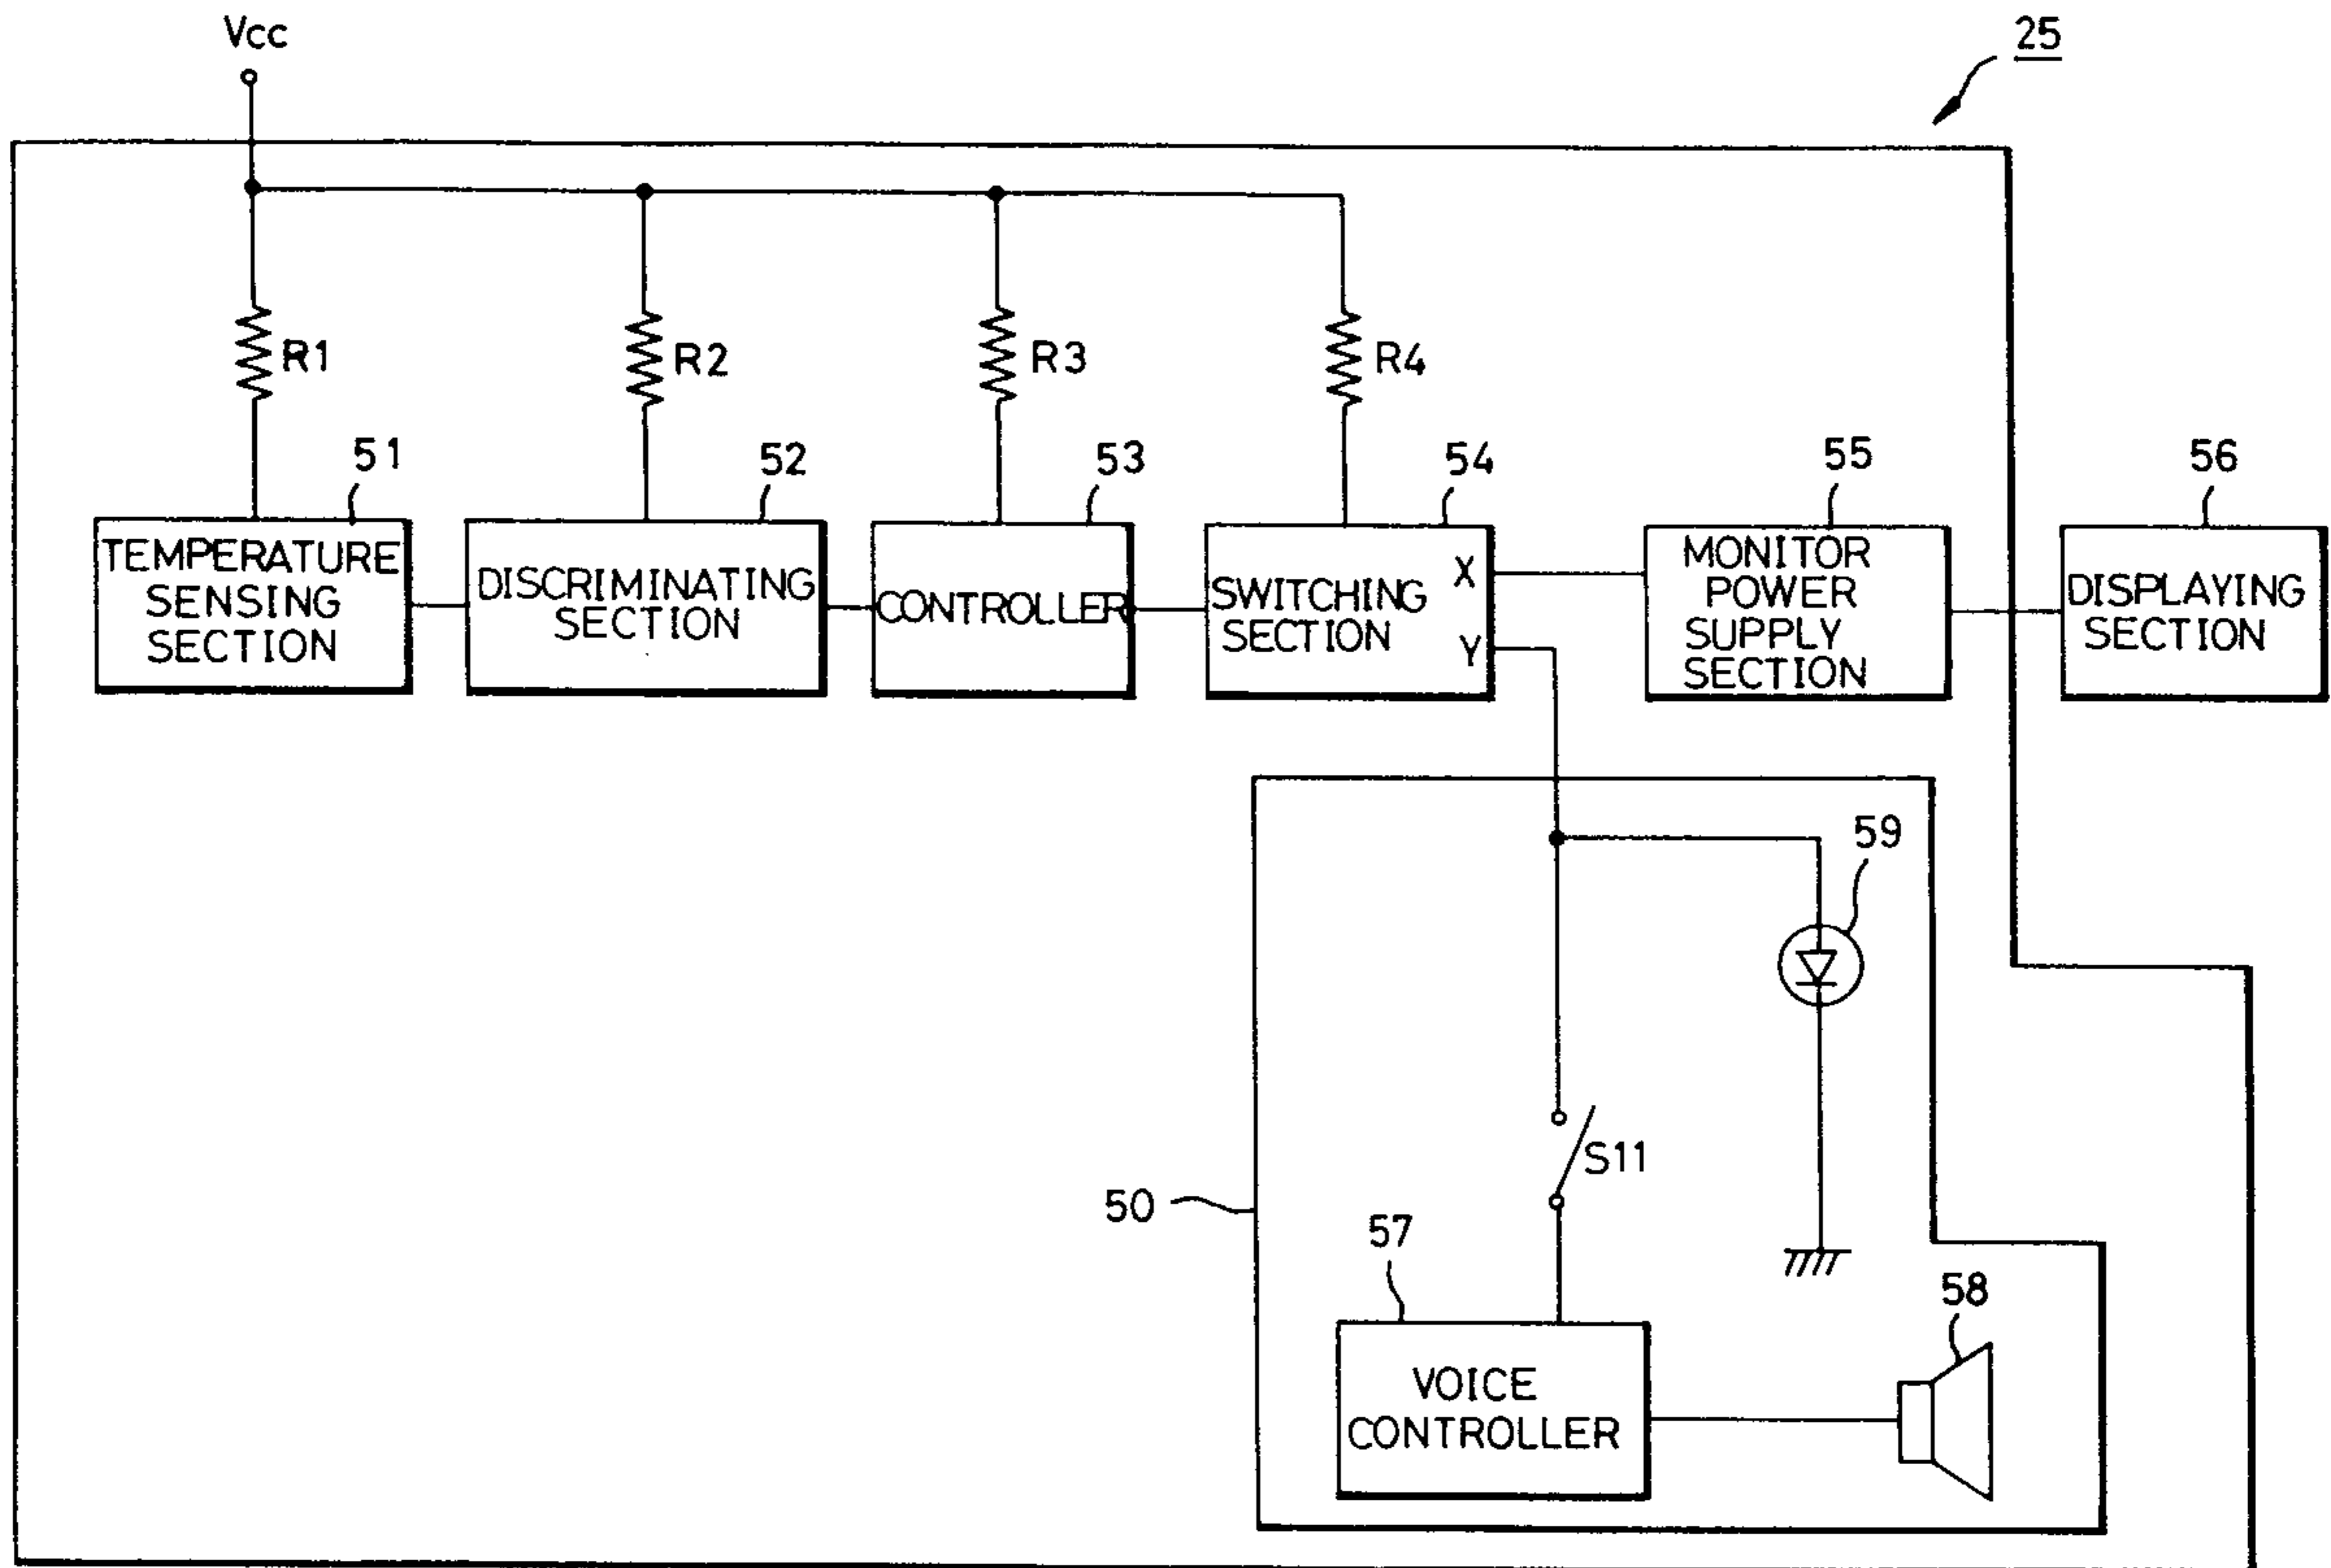 Vcc
25
R1
R2
R3
R4
51
52
53
54
55
56
TEMPERATURE
SENSING
SECTION
DISCRIMINATING
SECTION
CONTROLLER
SWITCHING
SECTION
X
Y
MONITOR
POWER
SUPPLY
SECTION
DISPLAYING
SECTION
59
S11
50
57
58
VOICE
CONTROLLER